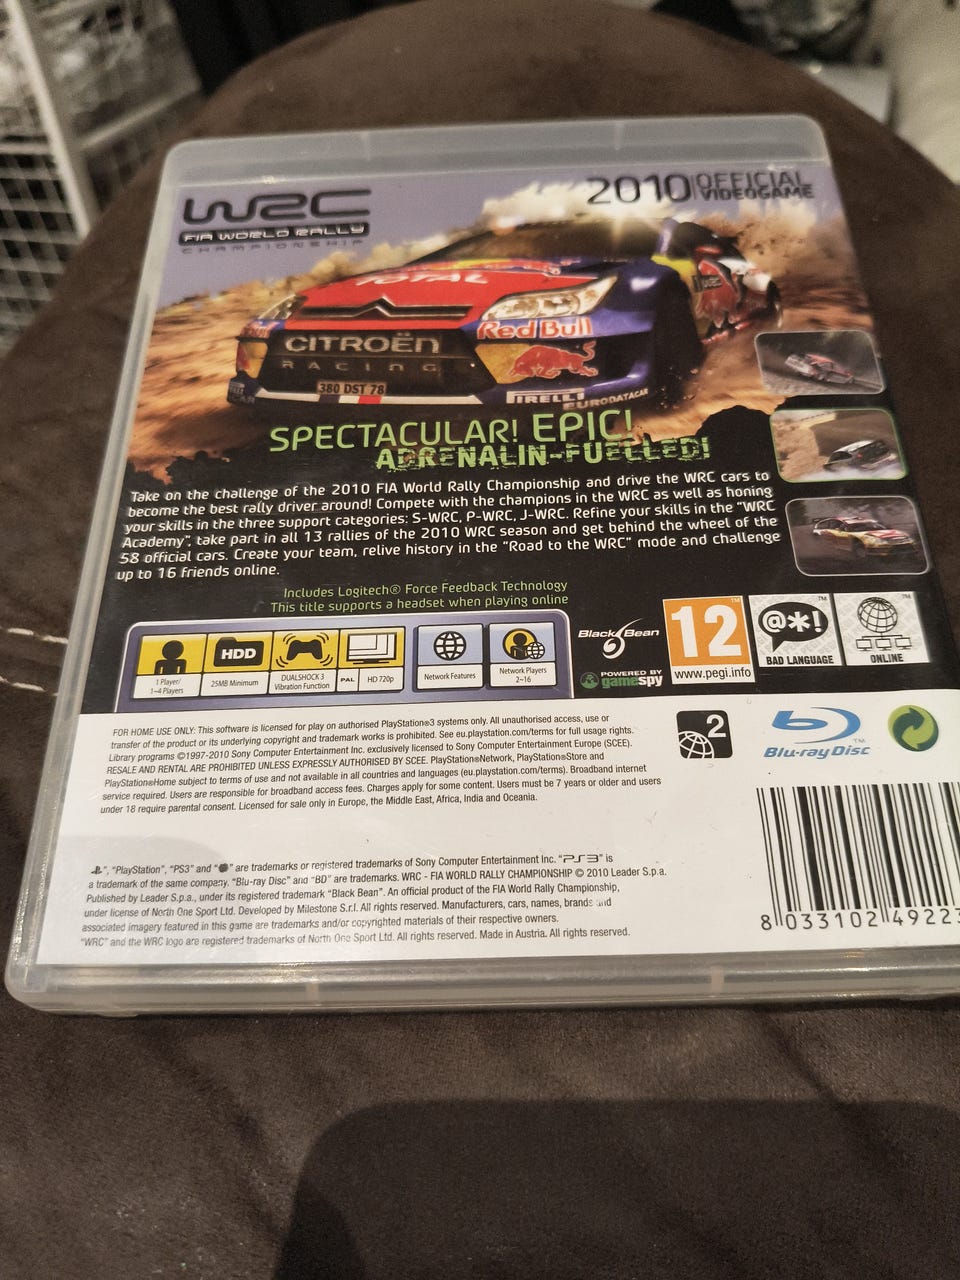 WRC
FIA WORLD RALLY
CHAMPIONSHIP
2010 OFFICIAL
VIDEOGAME
TOTAL
Red Bull
CITROËN
RACING
380 DST 78
PIRELLI
EURODATACAR
SPECTACULAR! EPIC!
ADRENALIN-FUELLED!
Take on the challenge of the 2010 FIA World Rally Championship and drive the WRC cars to
become the best rally driver around! Compete with the champions in the WRC as well as honing
your skills in the three support categories: S-WRC, P-WRC, J-WRC. Refine your skills in the "WRC
Academy", take part in all 13 rallies of the 2010 WRC season and get behind the wheel of the
58 official cars. Create your team, relive history in the "Road to the WRC" mode and challenge
up to 16 friends online.
Includes Logitech® Force Feedback Technology
This title supports a headset when playing online
1 Player/
1~4 Players
HDD
25MB Minimum
DUALSHOCK 3
Vibration Function
PAL HD 720p
Network Features
Network Players
2~16
Black Bean
POWERED BY
gamespy
12
www.pegi.info
@*!
BAD LANGUAGE
ONLINE
FOR HOME USE ONLY: This software is licensed for play on authorised PlayStation®3 systems only. All unauthorised access, use or
transfer of the product or its underlying copyright and trademark works is prohibited. See eu.playstation.com/terms for full usage rights.
Library programs ©1997-2010 Sony Computer Entertainment Inc. exclusively licensed to Sony Computer Entertainment Europe (SCEE).
RESALE AND RENTAL ARE PROHIBITED UNLESS EXPRESSLY AUTHORISED BY SCEE. PlayStation®Network, PlayStation®Store and
PlayStation®Home subject to terms of use and not available in all countries and languages (eu.playstation.com/terms). Broadband internet
service required. Users are responsible for broadband access fees. Charges apply for some content. Users must be 7 years or older and users
under 18 require parental consent. Licensed for sale only in Europe, the Middle East, Africa, India and Oceania.
2
Blu-ray Disc™
", "PlayStation", "PS3" and " " are trademarks or registered trademarks of Sony Computer Entertainment Inc. "PS3" is
a trademark of the same company. "Blu-ray Disc" and "BD" are trademarks. WRC - FIA WORLD RALLY CHAMPIONSHIP © 2010 Leader S.p.a.
Published by Leader S.p.a., under its registered trademark "Black Bean". An official product of the FIA World Rally Championship,
under license of North One Sport Ltd. Developed by Milestone S.r.l. All rights reserved. Manufacturers, cars, names, brands and
associated imagery featured in this game are trademarks and/or copyrighted materials of their respective owners.
"WRC" and the WRC logo are registered trademarks of North One Sport Ltd. All rights reserved. Made in Austria. All rights reserved.
8 033102 49223